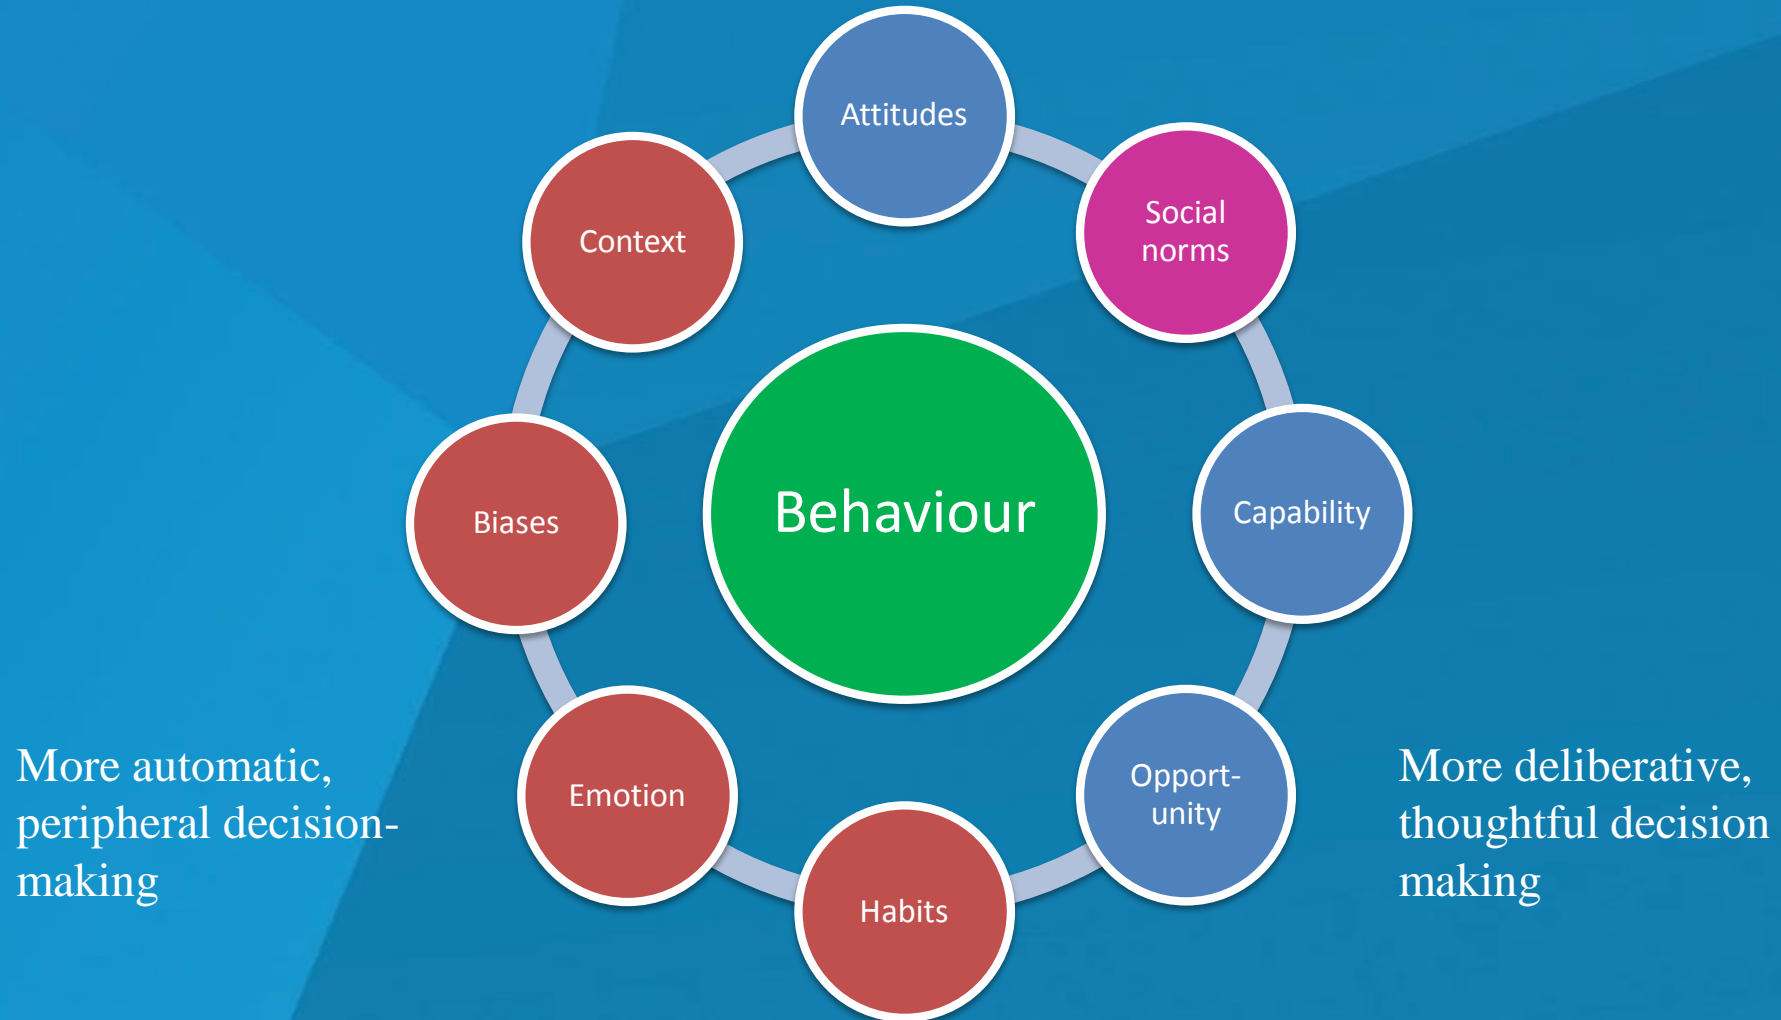 Attitudes
Social
norms
Capability
Opport-
unity
Habits
Emotion
Biases
Context
Behaviour
More automatic,
peripheral decision-
making
More deliberative,
thoughtful decision
making